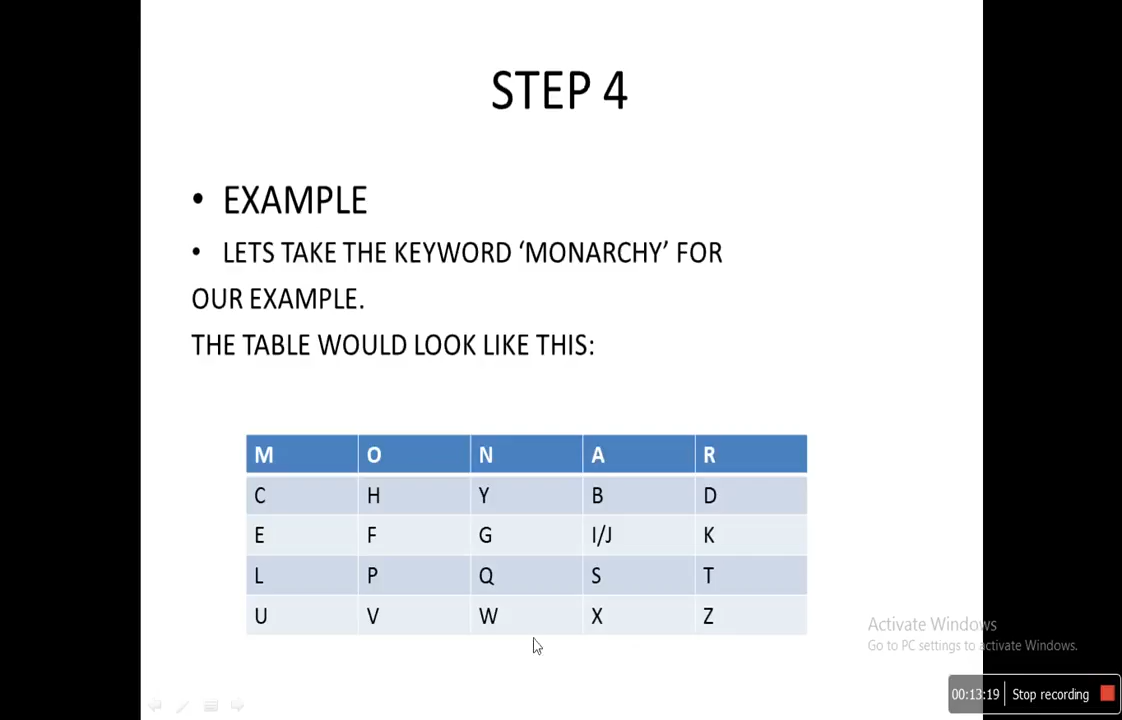 STEP 4
• EXAMPLE
• LETS TAKE THE KEYWORD ‘MONARCHY’ FOR
OUR EXAMPLE.
THE TABLE WOULD LOOK LIKE THIS:
M O N A R
C H Y B D
E F G I/J K
L P Q S T
U V W X Z
Activate Windows
Go to PC settings to activate Windows.
00:13:19 Stop recording